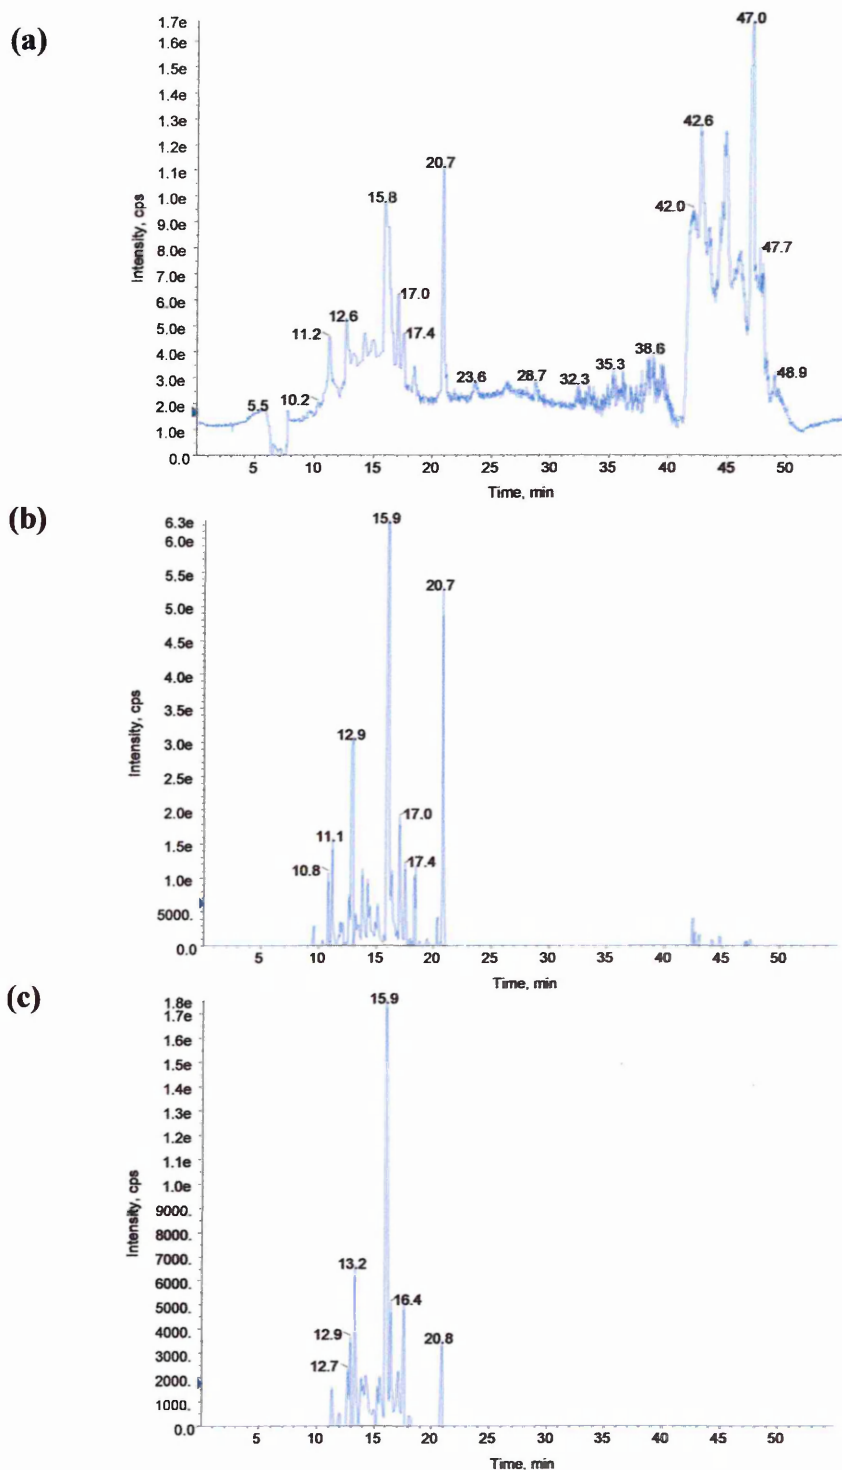 (a)
Intensity, cps
1.7e
1.6e
1.5e
1.4e
1.3e
1.2e
1.1e
1.0e
9.0e
8.0e
7.0e
6.0e
5.0e
4.0e
3.0e
2.0e
1.0e
0.0
5.5
10.2
11.2
12.6
15.8
17.0
17.4
20.7
23.6
28.7
32.3
35.3
38.6
42.0
42.6
47.0
47.7
48.9
5 10 15 20 25 30 35 40 45 50
Time, min
(b)
Intensity, cps
6.3e
6.0e
5.5e
5.0e
4.5e
4.0e
3.5e
3.0e
2.5e
2.0e
1.5e
1.0e
5000.
0.0
10.8
11.1
12.9
15.9
17.0
17.4
20.7
5 10 15 20 25 30 35 40 45 50
Time, min
(c)
Intensity, cps
1.8e
1.7e
1.6e
1.5e
1.4e
1.3e
1.2e
1.1e
1.0e
9000.
8000.
7000.
6000.
5000.
4000.
3000.
2000.
1000.
0.0
12.7
12.9
13.2
15.9
16.4
20.8
5 10 15 20 25 30 35 40 45 50
Time, min